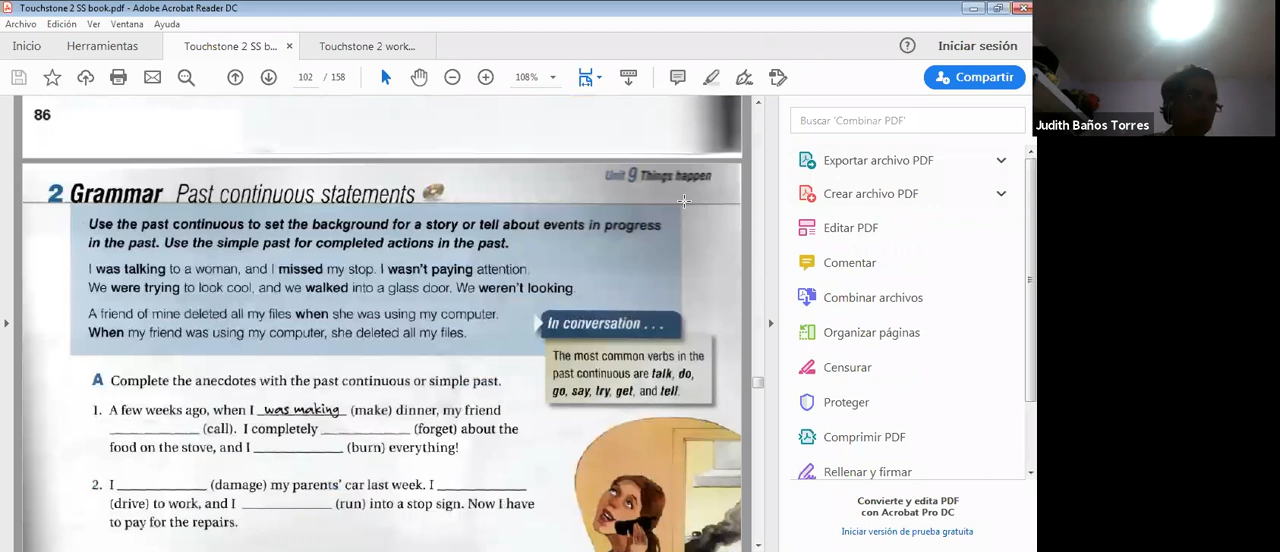 Touchstone 2 SS book.pdf - Adobe Acrobat Reader DC
Archivo Edición Ver Ventana Ayuda
Inicio Herramientas Touchstone 2 SS b... × Touchstone 2 work... Iniciar sesión
102 / 158 108% Compartir
86
Unit 9 Things happen
2 Grammar Past continuous statements
Use the past continuous to set the background for a story or tell about events in progress
in the past. Use the simple past for completed actions in the past.
I was talking to a woman, and I missed my stop. I wasn't paying attention.
We were trying to look cool, and we walked into a glass door. We weren't looking.
A friend of mine deleted all my files when she was using my computer.
When my friend was using my computer, she deleted all my files.
In conversation . . .
The most common verbs in the
past continuous are talk, do,
go, say, try, get, and tell.
A Complete the anecdotes with the past continuous or simple past.
1. A few weeks ago, when I was making (make) dinner, my friend
____________ (call). I completely ____________ (forget) about the
food on the stove, and I ____________ (burn) everything!
2. I ____________ (damage) my parents' car last week. I ____________
(drive) to work, and I ____________ (run) into a stop sign. Now I have
to pay for the repairs.
Buscar 'Combinar PDF'
Exportar archivo PDF
Crear archivo PDF
Editar PDF
Comentar
Combinar archivos
Organizar páginas
Censurar
Proteger
Comprimir PDF
Rellenar y firmar
Convierte y edita PDF
con Acrobat Pro DC
Iniciar versión de prueba gratuita
Judith Baños Torres